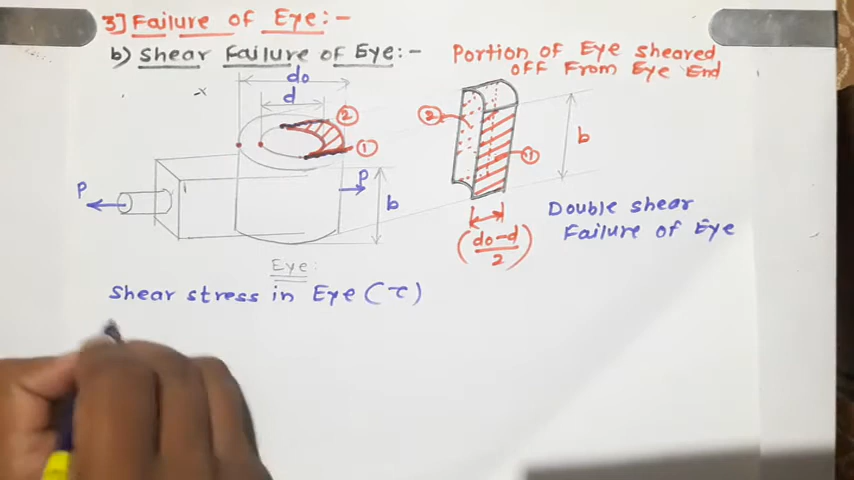 3] Failure of Eye:-
b) Shear Failure of Eye:-
Portion of Eye sheared
off From Eye End
do
d
2
1
P
P
b
Eye:
2
1
b
(do-d/2)
Double shear
Failure of Eye
Shear stress in Eye (τ)